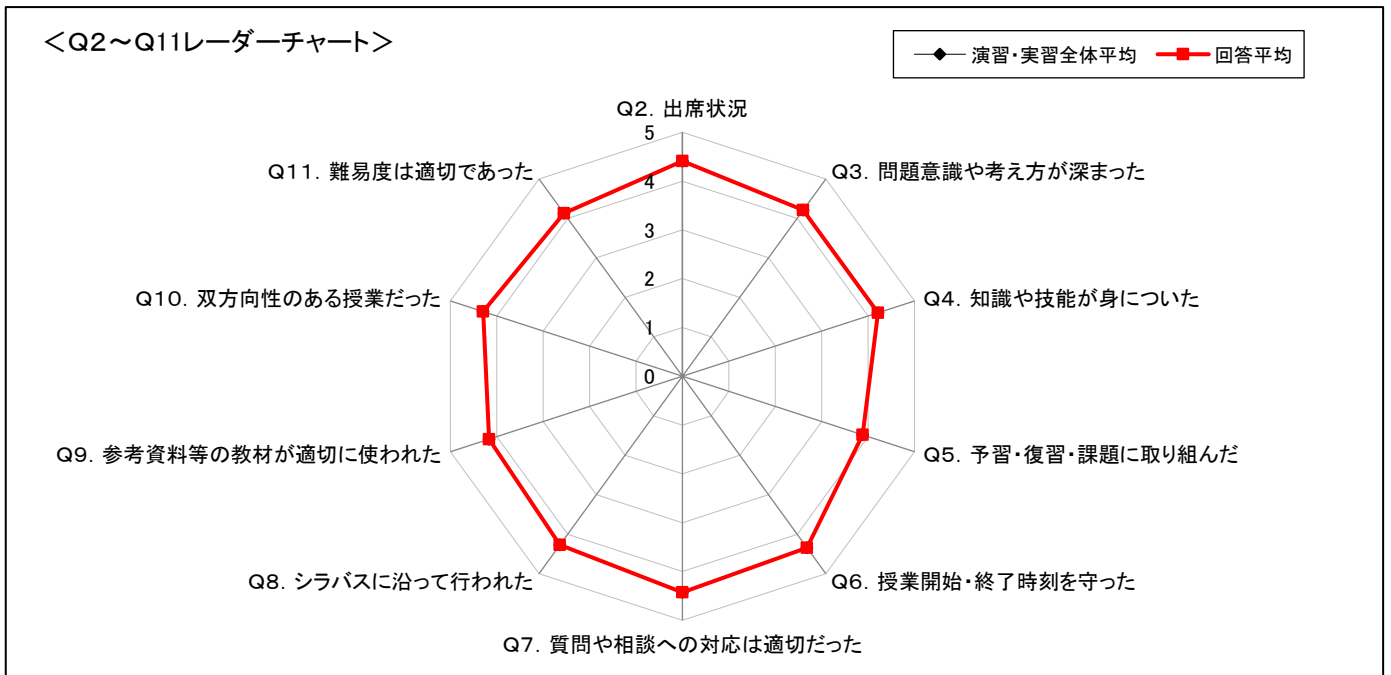 ＜Q2～Q11レーダーチャート＞
演習・実習全体平均
回答平均
Q2．出席状況
Q3．問題意識や考え方が深まった
Q4．知識や技能が身についた
Q5．予習・復習・課題に取り組んだ
Q6．授業開始・終了時刻を守った
Q7．質問や相談への対応は適切だった
Q8．シラバスに沿って行われた
Q9．参考資料等の教材が適切に使われた
Q10．双方向性のある授業だった
Q11．難易度は適切であった
5
4
3
2
1
0